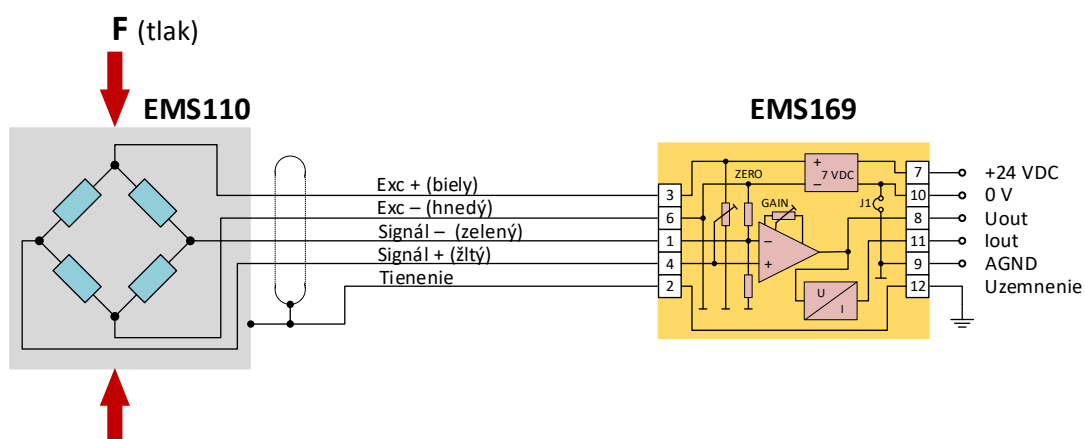 F (tlak)
EMS110
EMS169
Exc + (biely)
Exc – (hnedý)
Signál – (zelený)
Signál + (žltý)
Tienenie
3
6
1
4
2
ZERO
GAIN
+
–
7 VDC
J1
–
+
U
I
7
10
8
11
9
12
+24 VDC
0 V
Uout
Iout
AGND
Uzemnenie